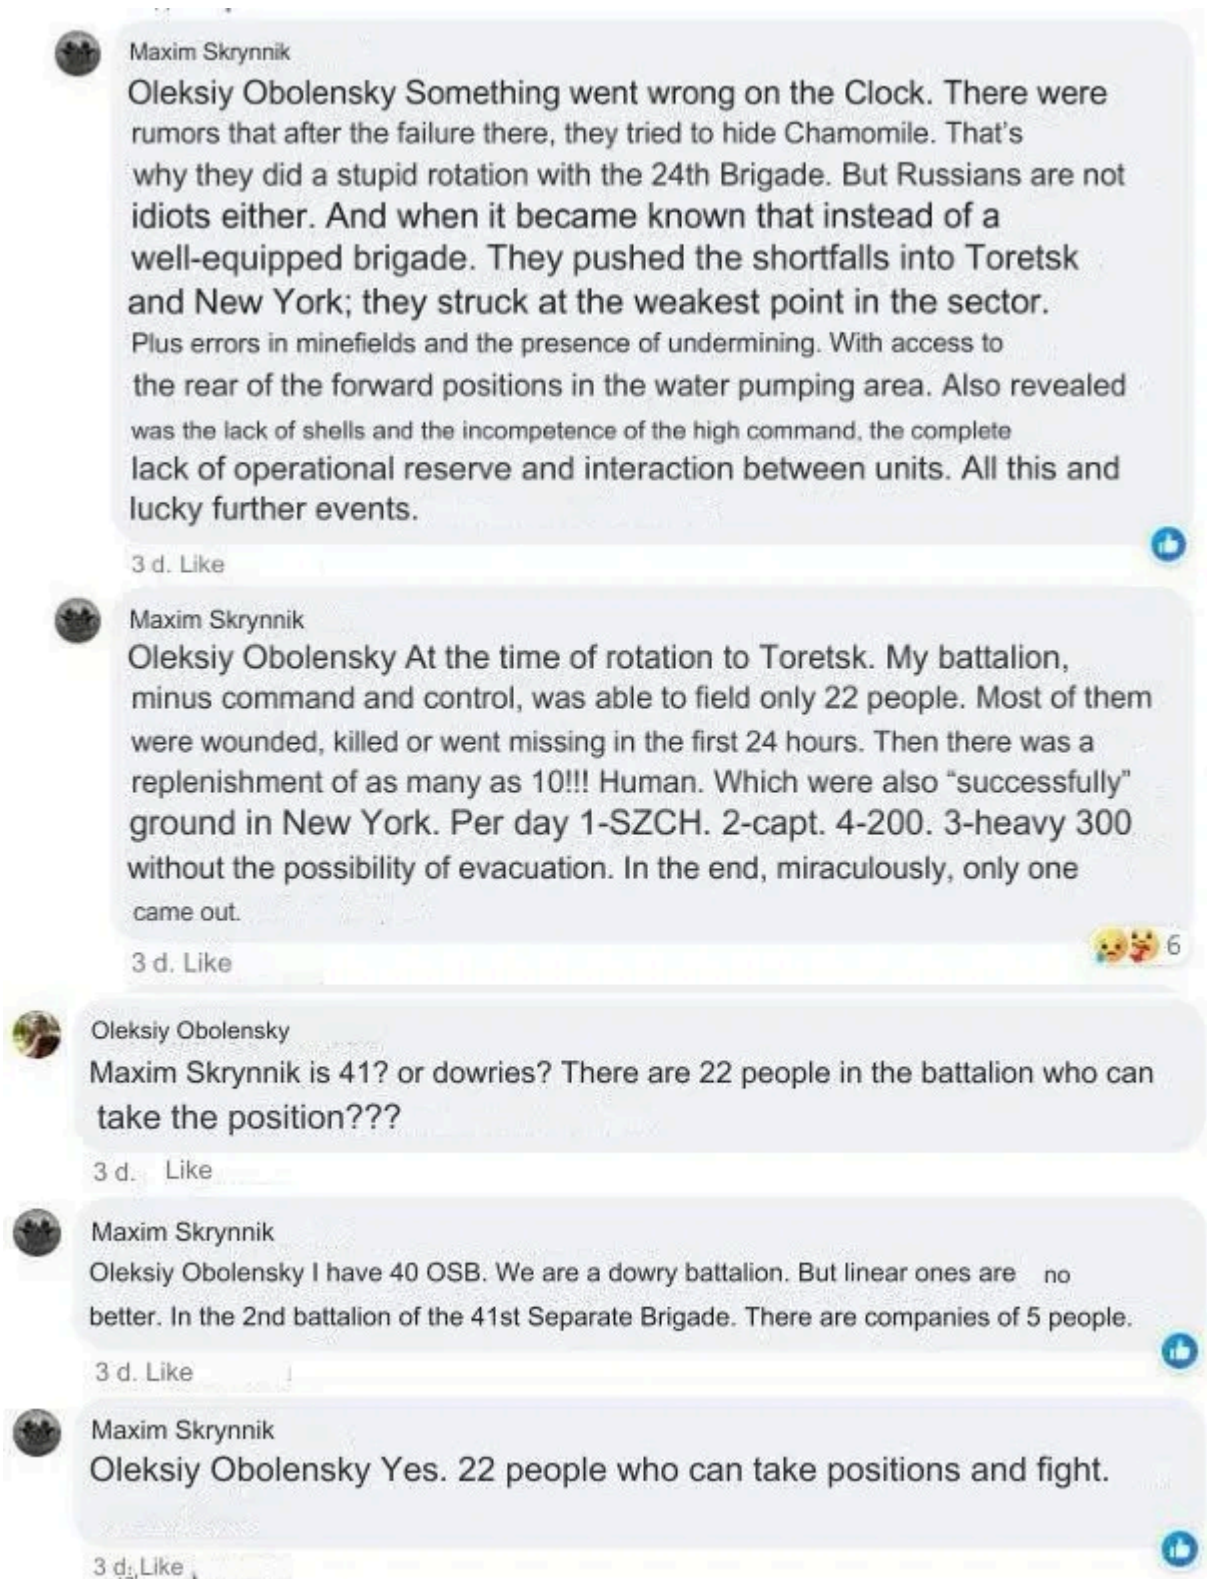 Maxim Skrynnik
Oleksiy Obolensky Something went wrong on the Clock. There were
rumors that after the failure there, they tried to hide Chamomile. That's
why they did a stupid rotation with the 24th Brigade. But Russians are not
idiots either. And when it became known that instead of a
well-equipped brigade. They pushed the shortfalls into Toretsk
and New York; they struck at the weakest point in the sector.
Plus errors in minefields and the presence of undermining. With access to
the rear of the forward positions in the water pumping area. Also revealed
was the lack of shells and the incompetence of the high command, the complete
lack of operational reserve and interaction between units. All this and
lucky further events.
3 d. Like
Maxim Skrynnik
Oleksiy Obolensky At the time of rotation to Toretsk. My battalion,
minus command and control, was able to field only 22 people. Most of them
were wounded, killed or went missing in the first 24 hours. Then there was a
replenishment of as many as 10!!! Human. Which were also “successfully”
ground in New York. Per day 1-SZCH. 2-capt. 4-200. 3-heavy 300
without the possibility of evacuation. In the end, miraculously, only one
came out.
6
3 d. Like
Oleksiy Obolensky
Maxim Skrynnik is 41? or dowries? There are 22 people in the battalion who can
take the position???
3 d. Like
Maxim Skrynnik
Oleksiy Obolensky I have 40 OSB. We are a dowry battalion. But linear ones are no
better. In the 2nd battalion of the 41st Separate Brigade. There are companies of 5 people.
3 d. Like
Maxim Skrynnik
Oleksiy Obolensky Yes. 22 people who can take positions and fight.
3 d. Like